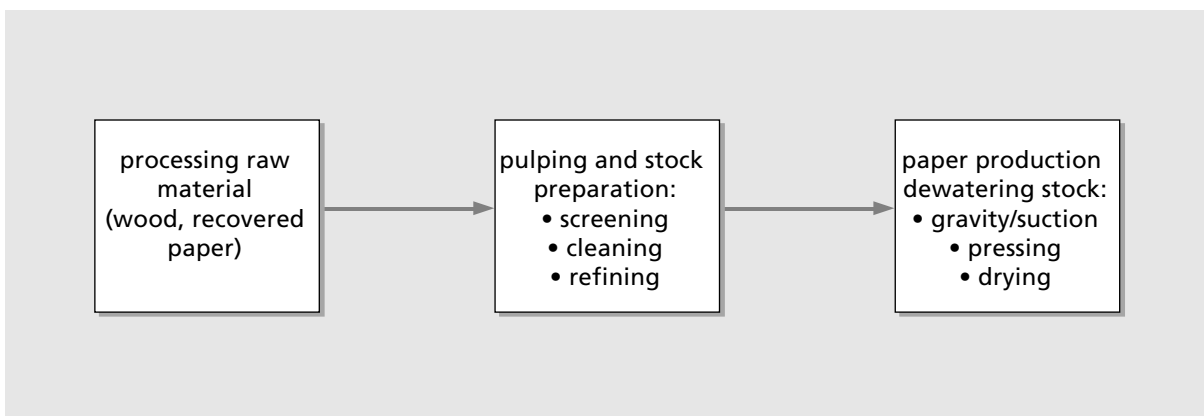 processing raw
material
(wood, recovered
paper)
pulping and stock
preparation:
• screening
• cleaning
• refining
paper production
dewatering stock:
• gravity/suction
• pressing
• drying